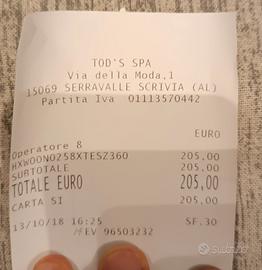 TOD'S SPA
Via della Moda,1
15069 SERRAVALLE SCRIVIA (AL)
Partita Iva 01113570442
EURO
Operatore 8
HXW00N0258XTESZ360 205,00
SUBTOTALE 205,00
TOTALE EURO 205,00
CARTA SI 205,00
13/10/18 16:25 SF.30
EV 96503232
subito